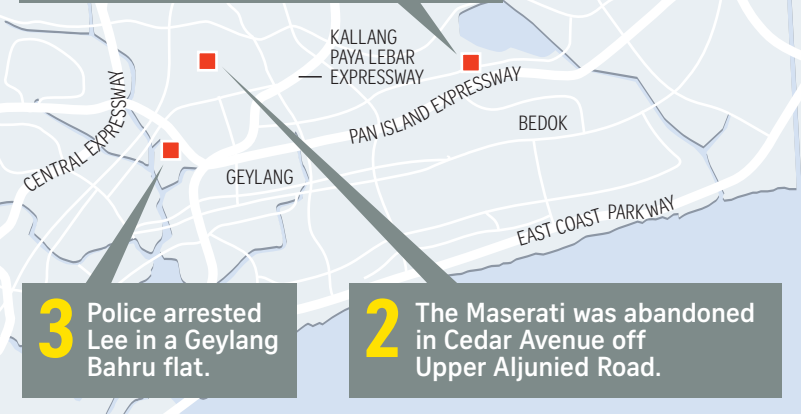 KALLANG
PAYA LEBAR
EXPRESSWAY
CENTRAL EXPRESSWAY
PAN ISLAND EXPRESSWAY
BEDOK
GEYLANG
EAST COAST PARKWAY
3
Police arrested
Lee in a Geylang
Bahru flat.
2
The Maserati was abandoned
in Cedar Avenue off
Upper Aljunied Road.